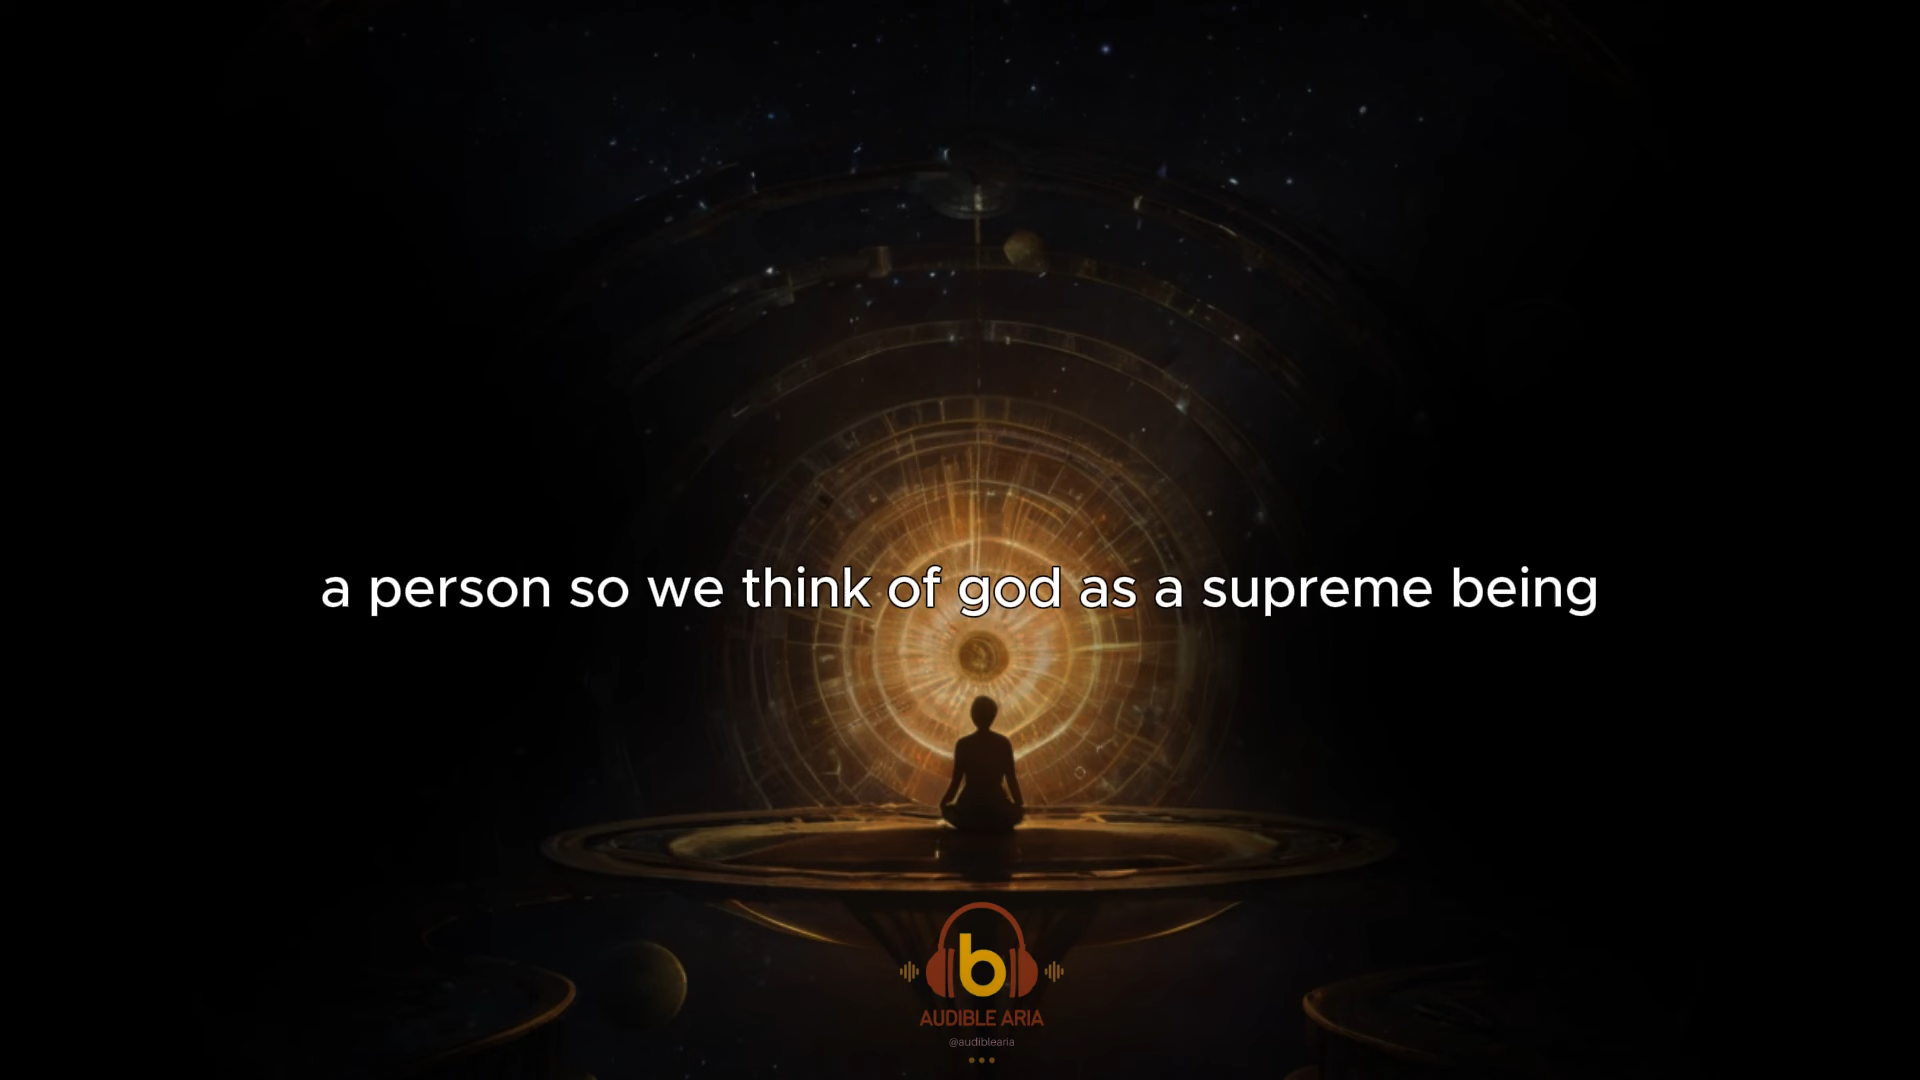 a person so we think of god as a supreme being
b
AUDIBLE ARIA
@audiblearia